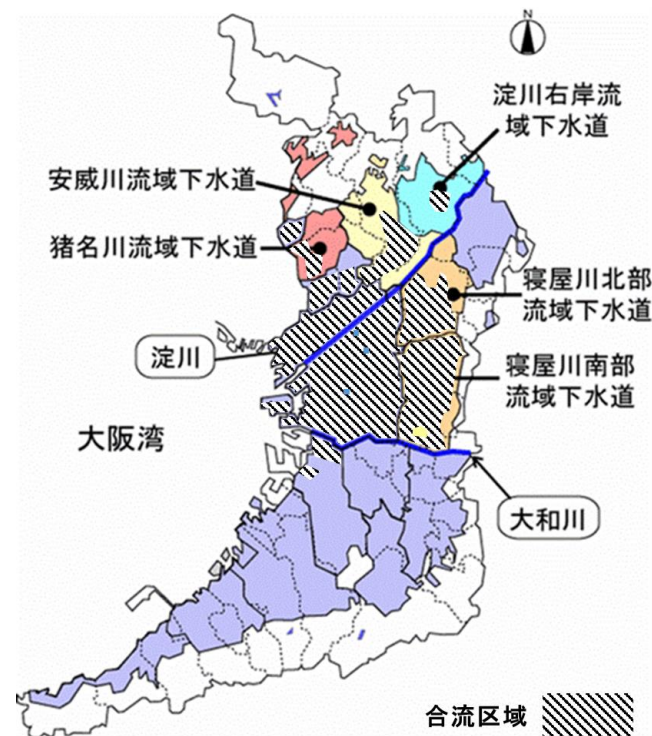 N
淀川右岸流
域下水道
安威川流域下水道
猪名川流域下水道
寝屋川北部
流域下水道
淀川
寝屋川南部
流域下水道
大阪湾
大和川
合流区域